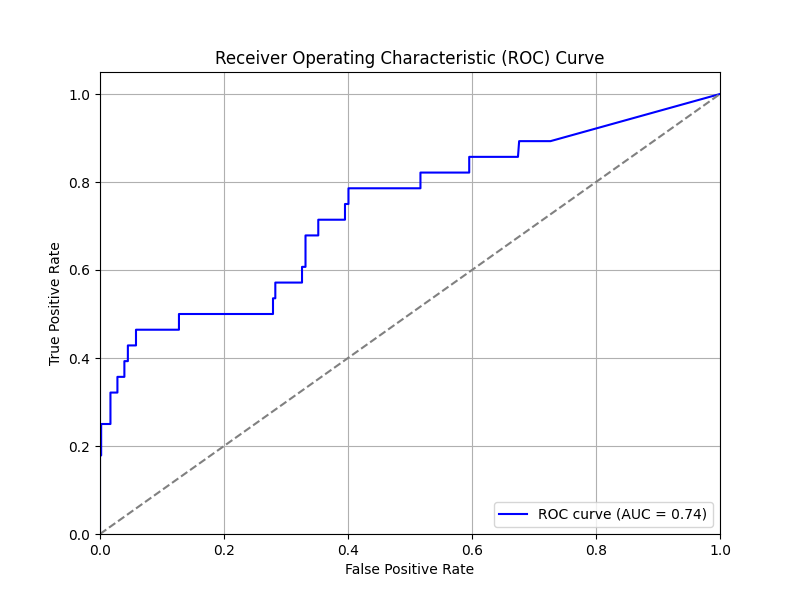 Receiver Operating Characteristic (ROC) Curve
True Positive Rate
1.0
0.8
0.6
0.4
0.2
0.0
0.0 0.2 0.4 0.6 0.8 1.0
False Positive Rate
ROC curve (AUC = 0.74)